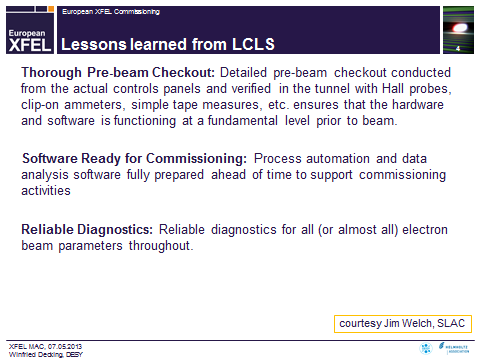 European XFEL Commissioning
European
XFEL
Lessons learned from LCLS
4
Thorough Pre-beam Checkout: Detailed pre-beam checkout conducted
from the actual controls panels and verified in the tunnel with Hall probes,
clip-on ammeters, simple tape measures, etc. ensures that the hardware
and software is functioning at a fundamental level prior to beam.
Software Ready for Commissioning: Process automation and data
analysis software fully prepared ahead of time to support commissioning
activities
Reliable Diagnostics: Reliable diagnostics for all (or almost all) electron
beam parameters throughout.
courtesy Jim Welch, SLAC
XFEL MAC, 07.05.2013
Winfried Decking, DESY
HELMHOLTZ
ASSOCIATION